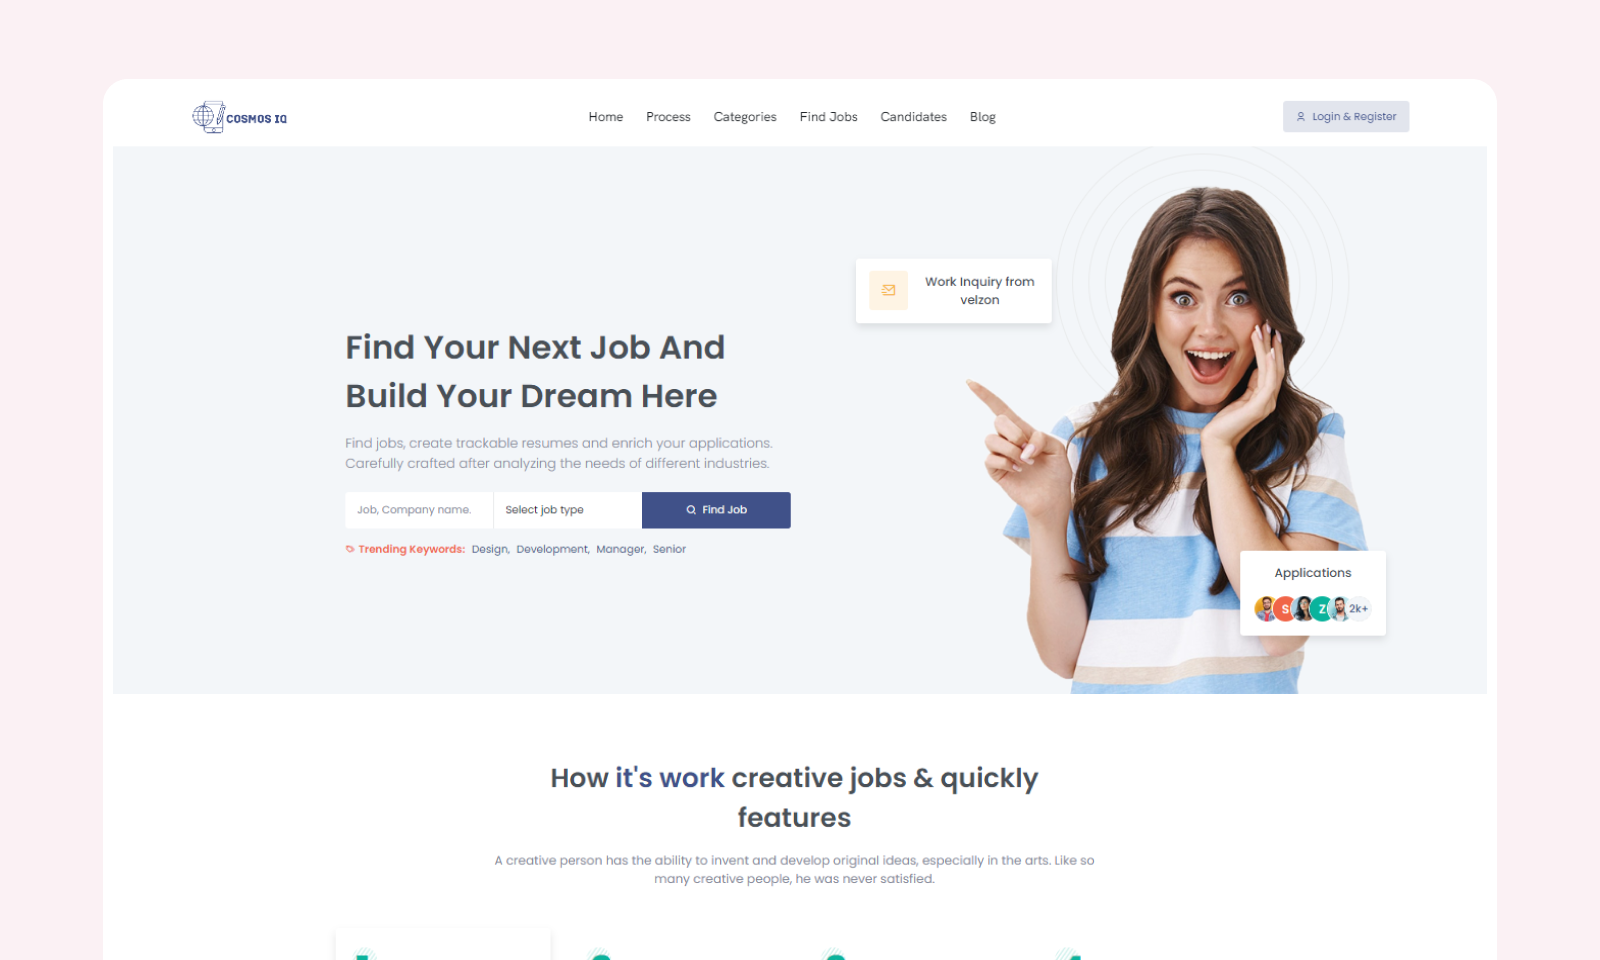 COSMOS IQ
Home Process Categories Find Jobs Candidates Blog
Login & Register
Work Inquiry from
velzon
Find Your Next Job And
Build Your Dream Here
Find jobs, create trackable resumes and enrich your applications.
Carefully crafted after analyzing the needs of different industries.
Job, Company name.
Select job type
Find Job
Trending Keywords: Design, Development, Manager, Senior
Applications
S
Z
2k+
How it's work creative jobs & quickly
features
A creative person has the ability to invent and develop original ideas, especially in the arts. Like so
many creative people, he was never satisfied.